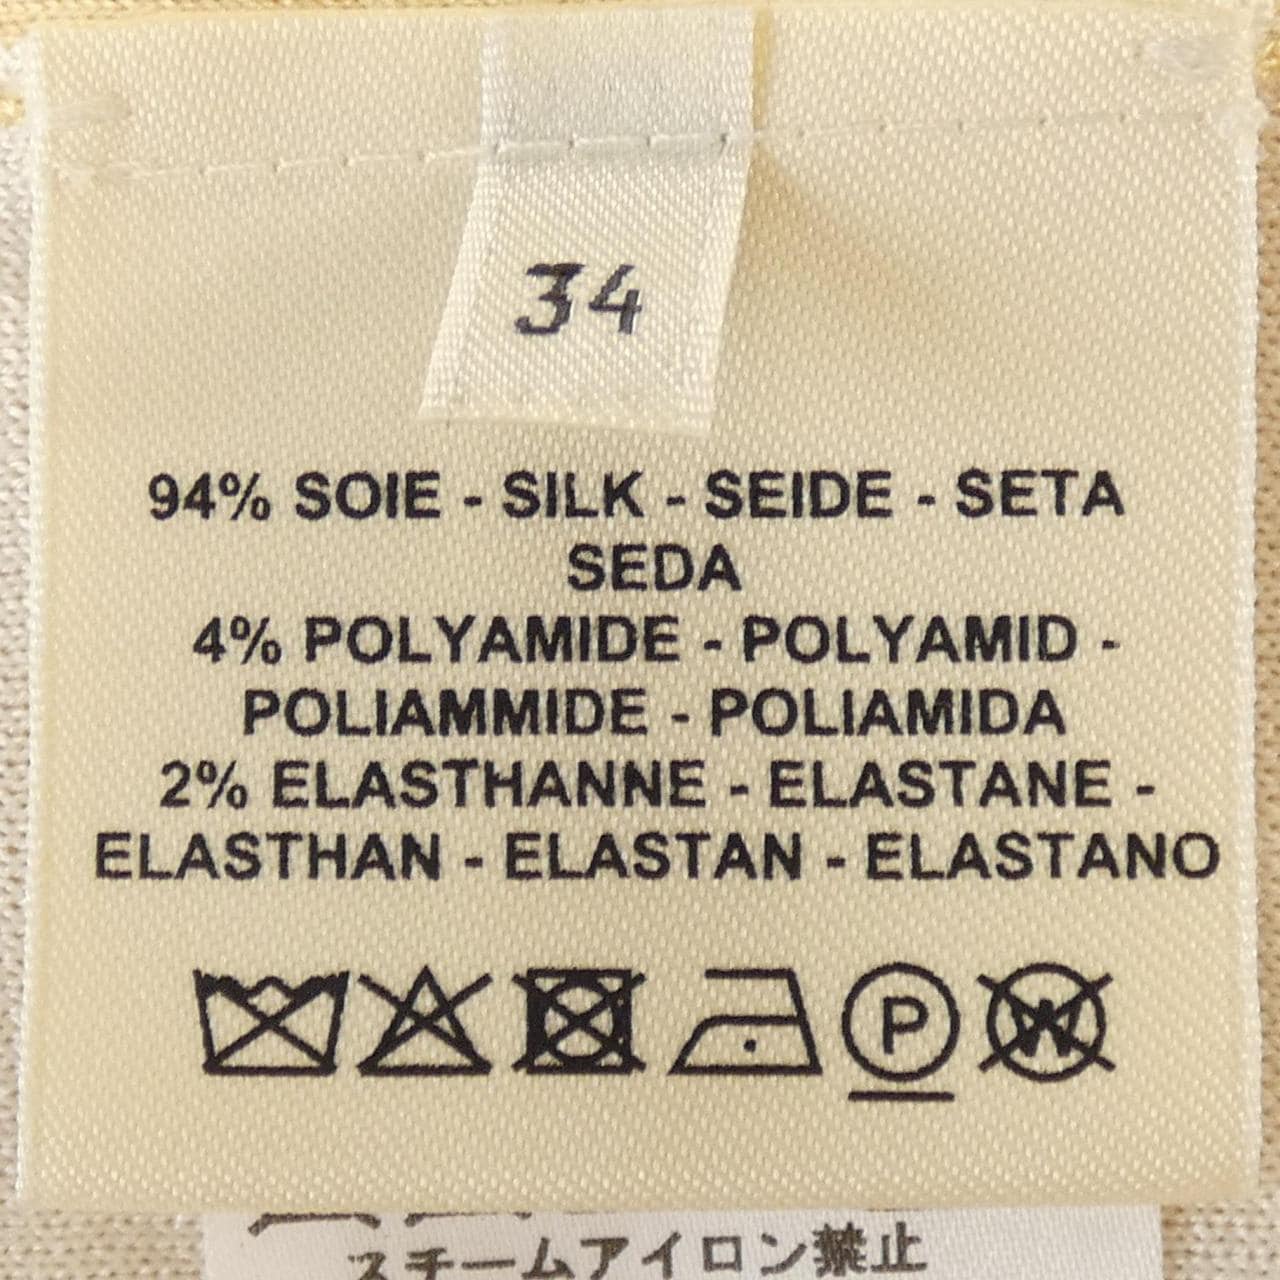 34
94% SOIE - SILK - SEIDE - SETA
SEDA
4% POLYAMIDE - POLYAMID -
POLIAMMIDE - POLIAMIDA
2% ELASTHANNE - ELASTANE -
ELASTHAN - ELASTAN - ELASTANO
P W
スチームアイロン禁止